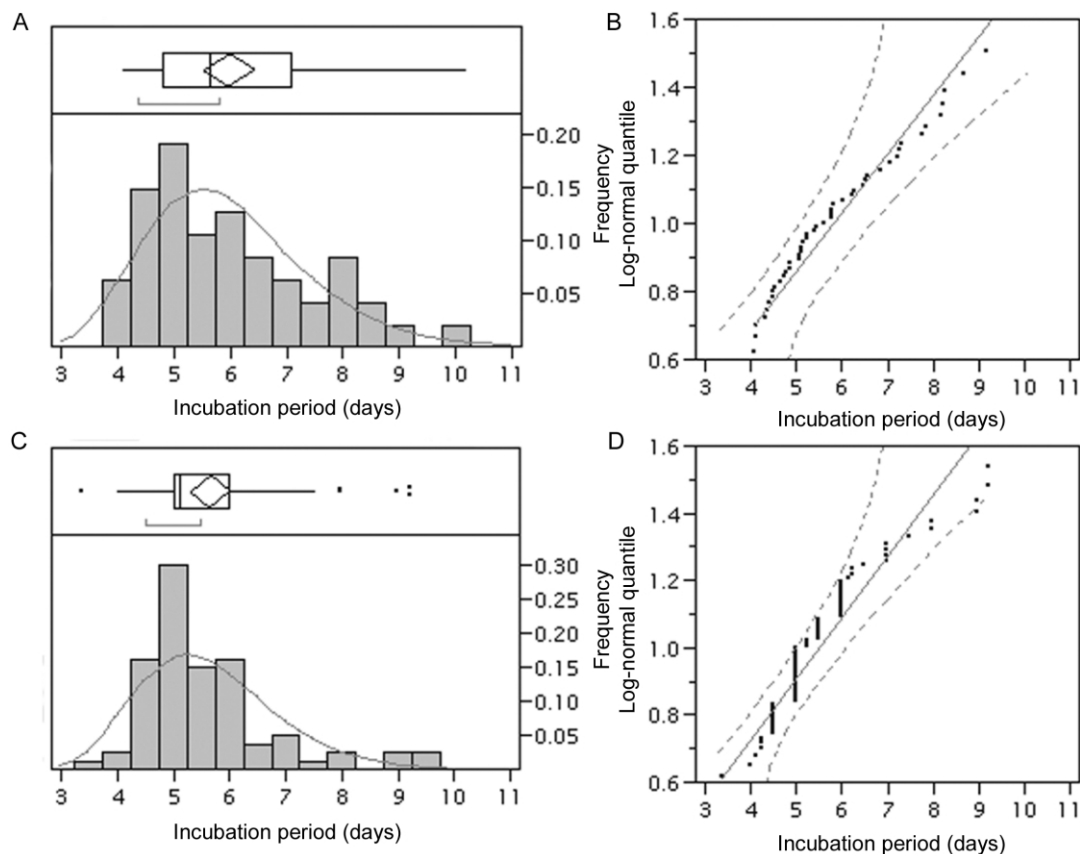 A
0.20
0.15
0.10
0.05
Frequency
3 4 5 6 7 8 9 10 11
Incubation period (days)
B
1.6
1.4
1.2
1.0
0.8
0.6
Log-normal quantile
3 4 5 6 7 8 9 10 11
Incubation period (days)
C
0.30
0.25
0.20
0.15
0.10
0.05
Frequency
3 4 5 6 7 8 9 10 11
Incubation period (days)
D
1.6
1.4
1.2
1.0
0.8
0.6
Log-normal quantile
3 4 5 6 7 8 9 10 11
Incubation period (days)